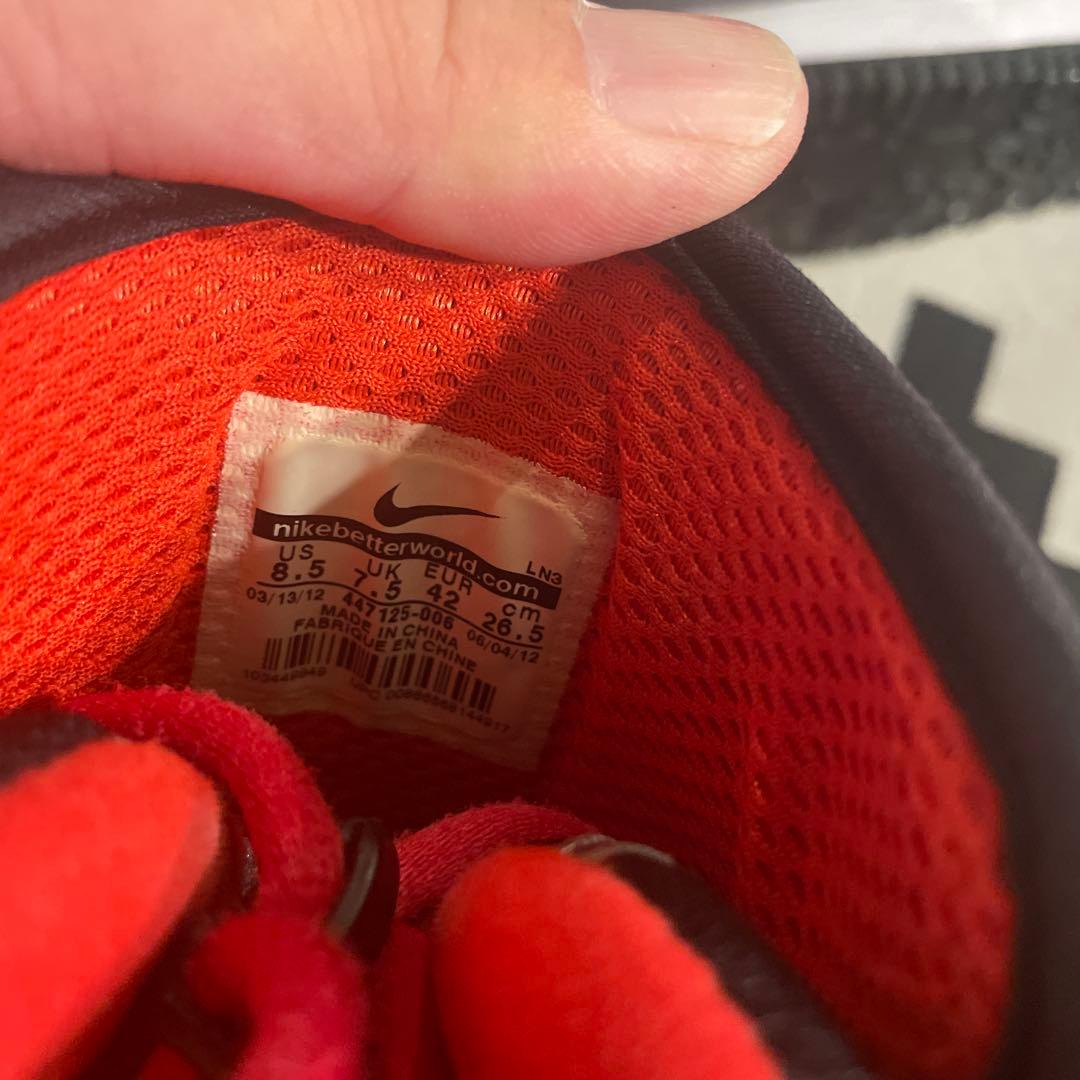 nikebetterworld.com
LN3
US UK EUR cm
8.5 7.5 42 26.5
03/13/12 447125-006 06/04/12
MADE IN CHINA
FABRIQUE EN CHINE
UPC